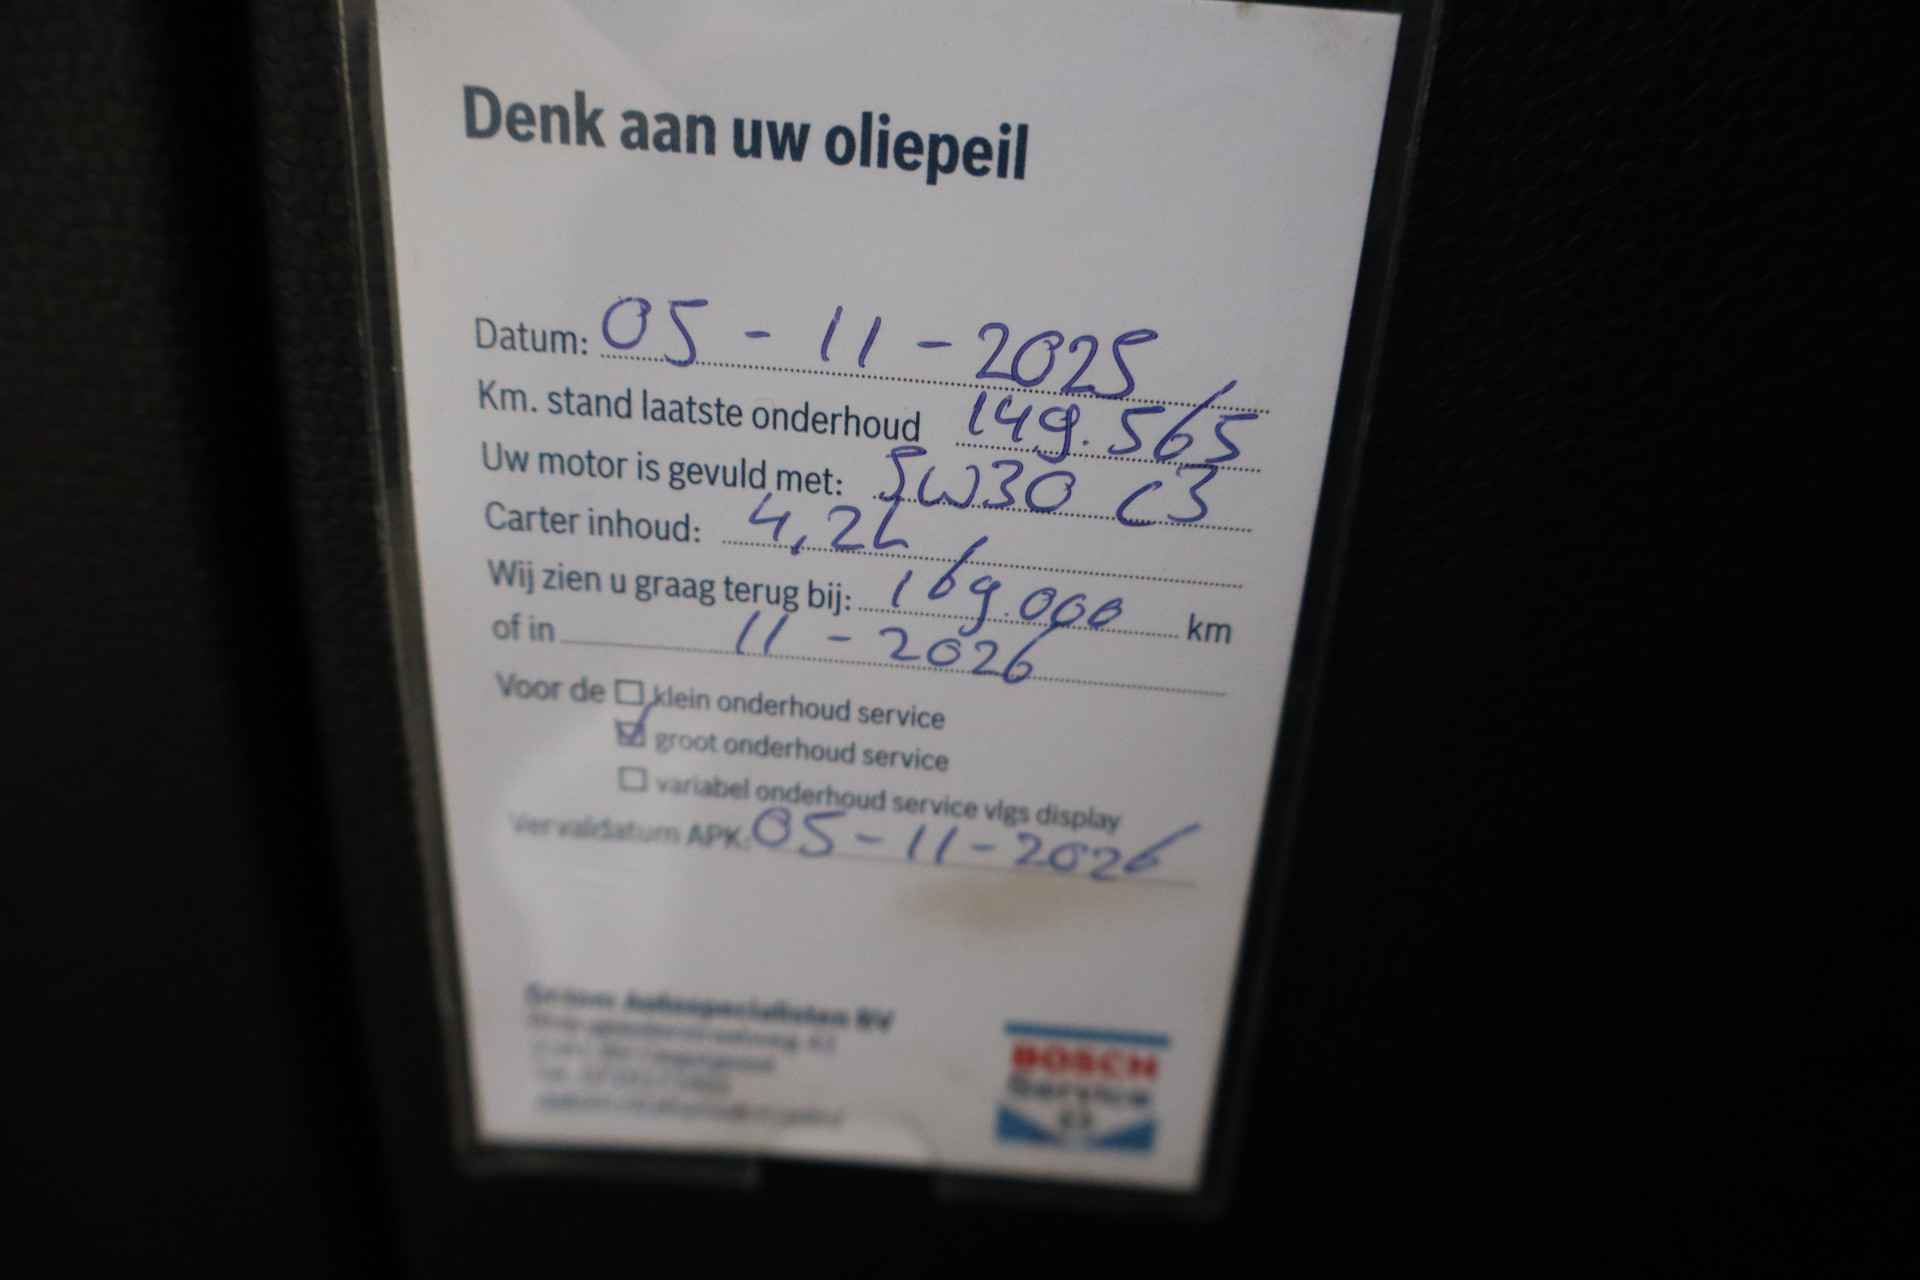 Denk aan uw oliepeil
Datum: 05 - 11 - 2025
Km. stand laatste onderhoud 149.565
Uw motor is gevuld met: 5W30 C3
Carter inhoud: 4,2L
Wij zien u graag terug bij: 169.000 km
of in 11 - 2026
Voor de klein onderhoud service
groot onderhoud service
variabel onderhoud service vlgs display
Vervaldatum APK: 05-11-2026
Autospecialisten BV
BOSCH
Service